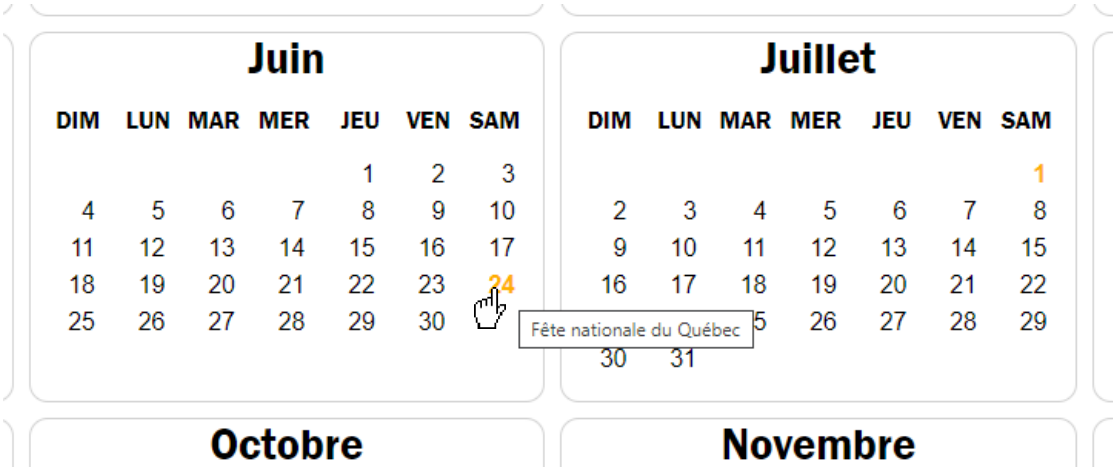 Juin
DIM LUN MAR MER JEU VEN SAM
1 2 3
4 5 6 7 8 9 10
11 12 13 14 15 16 17
18 19 20 21 22 23 24
25 26 27 28 29 30
Fête nationale du Québec
Juillet
DIM LUN MAR MER JEU VEN SAM
1
2 3 4 5 6 7 8
9 10 11 12 13 14 15
16 17 18 19 20 21 22
5 26 27 28 29
30 31
Octobre
Novembre